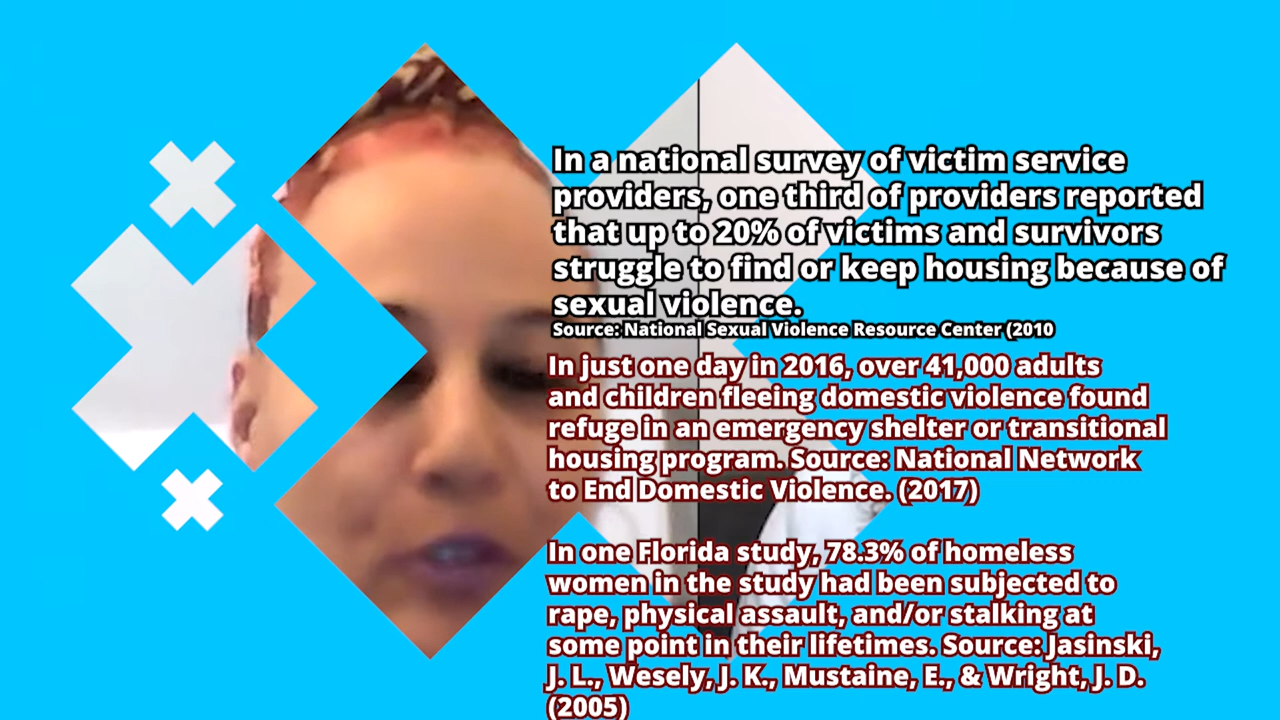 In a national survey of victim service
providers, one third of providers reported
that up to 20% of victims and survivors
struggle to find or keep housing because of
sexual violence.
Source: National Sexual Violence Resource Center (2010
In just one day in 2016, over 41,000 adults
and children fleeing domestic violence found
refuge in an emergency shelter or transitional
housing program. Source: National Network
to End Domestic Violence. (2017)
In one Florida study, 78.3% of homeless
women in the study had been subjected to
rape, physical assault, and/or stalking at
some point in their lifetimes. Source: Jasinski,
J. L., Wesely, J. K., Mustaine, E., & Wright, J. D.
(2005)